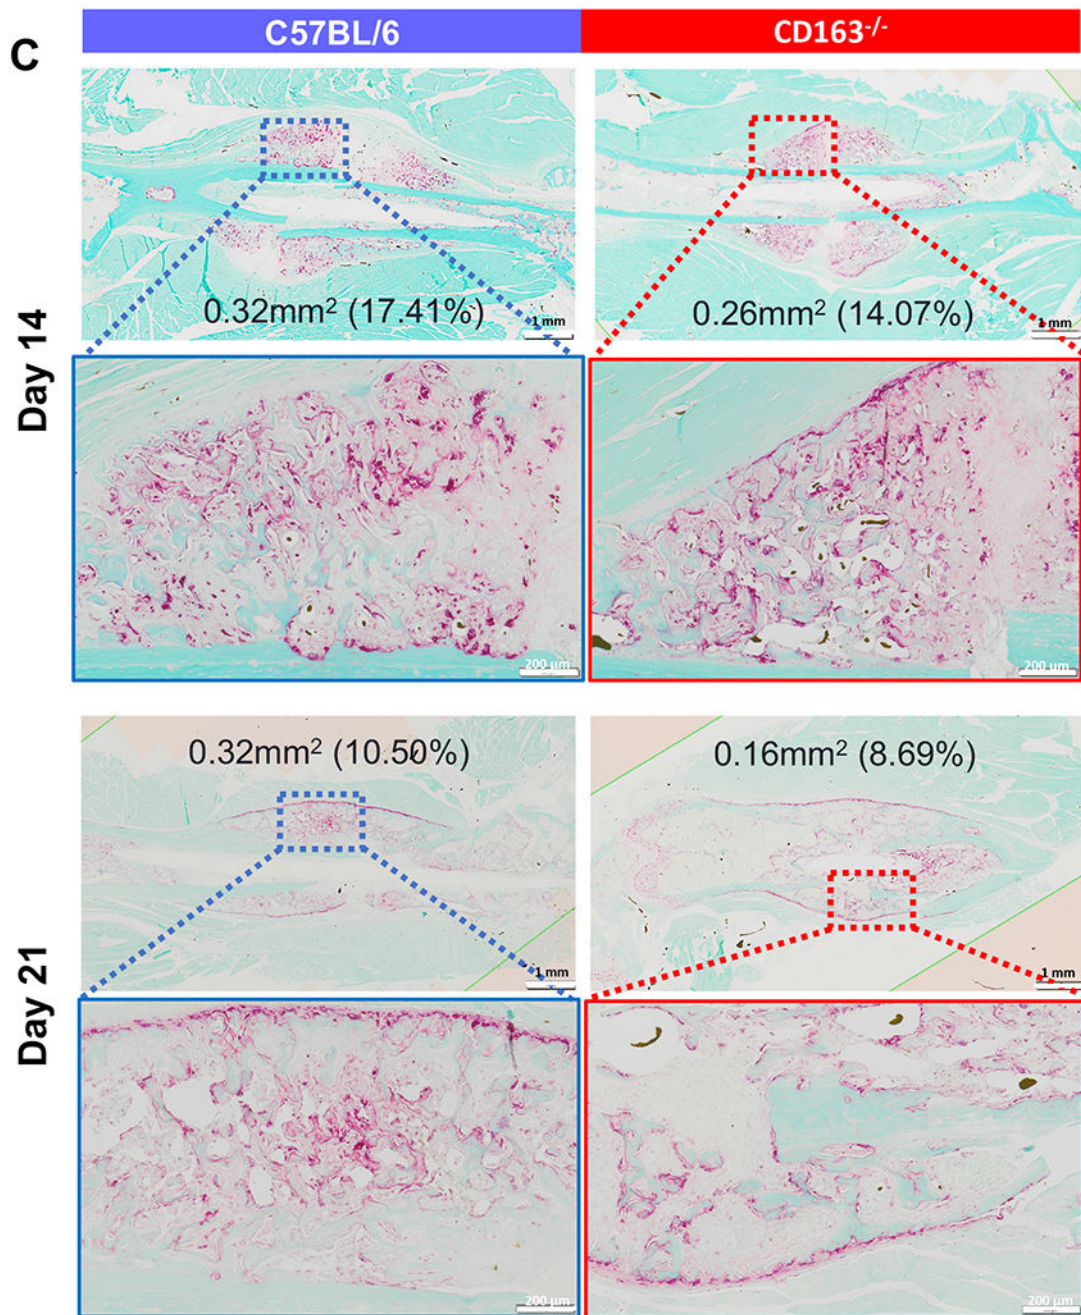 C
C57BL/6
CD163-/-
Day 14
0.32mm² (17.41%)
1 mm
0.26mm² (14.07%)
1 mm
200 µm
200 µm
Day 21
0.32mm² (10.50%)
1 mm
0.16mm² (8.69%)
1 mm
200 µm
200 µm